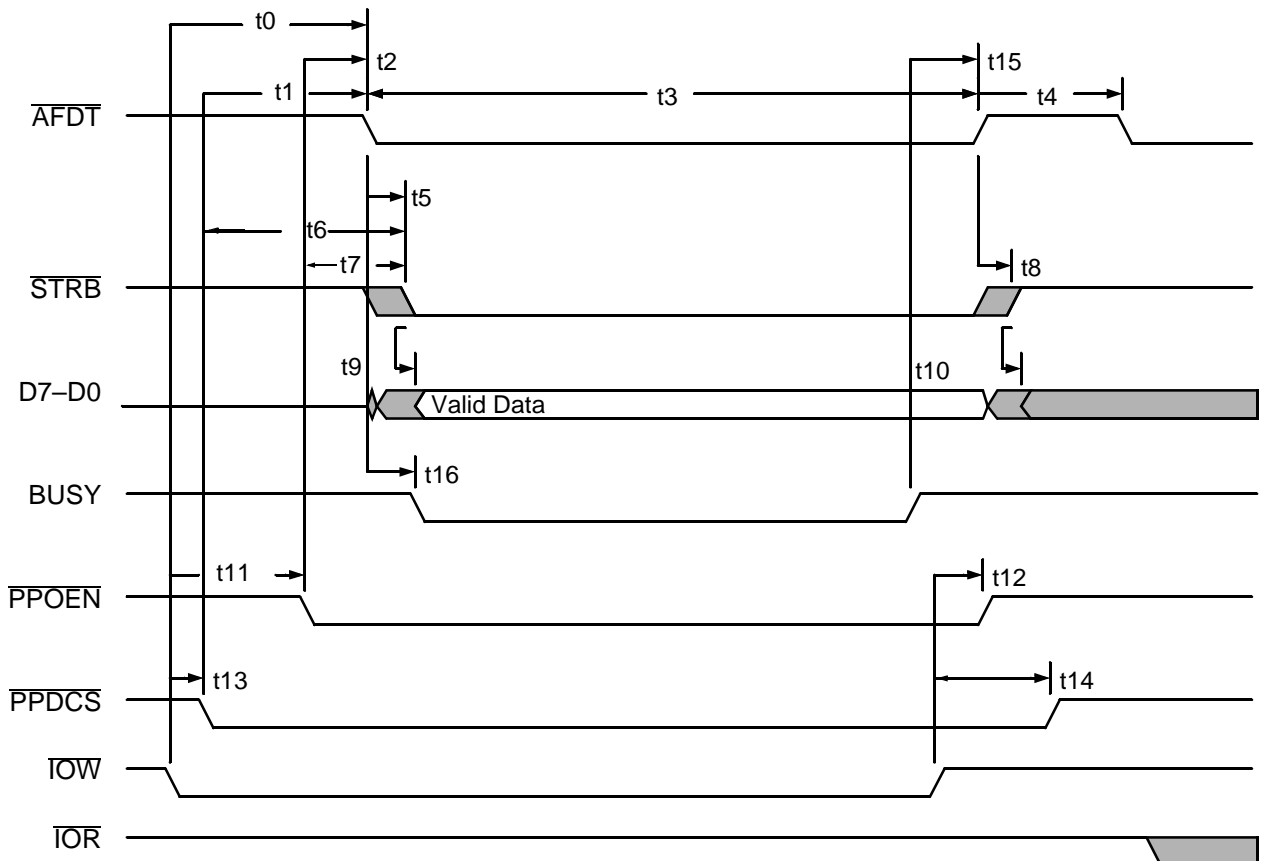 t0
t2
t15
t1
t3
t4
AFDT
t5
t6
t7
t8
STRB
t9
t10
D7–D0
Valid Data
t16
BUSY
t11
t12
PPOEN
t13
t14
PPDCS
IOW
IOR